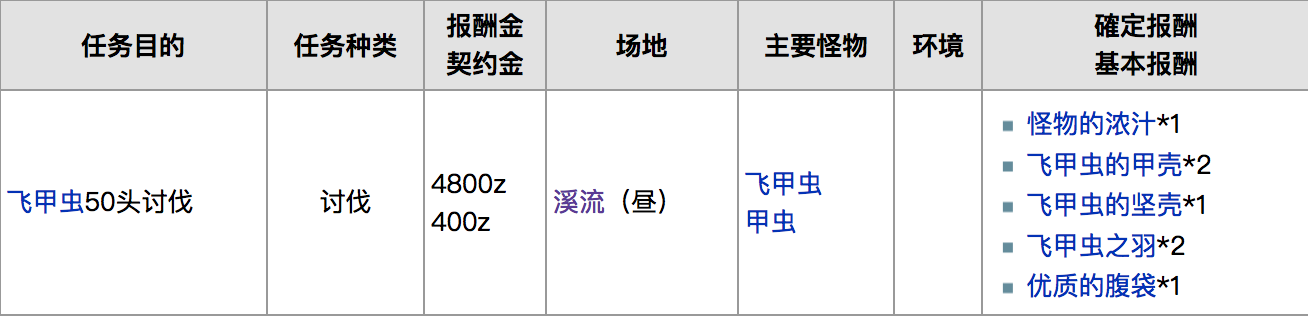 任务目的
任务种类
报酬金
契约金
场地
主要怪物
环境
確定报酬
基本报酬
飞甲虫50头讨伐
讨伐
4800z
400z
溪流（昼）
飞甲虫
甲虫
怪物的浓汁*1
飞甲虫的甲壳*2
飞甲虫的坚壳*1
飞甲虫之羽*2
优质的腹袋*1